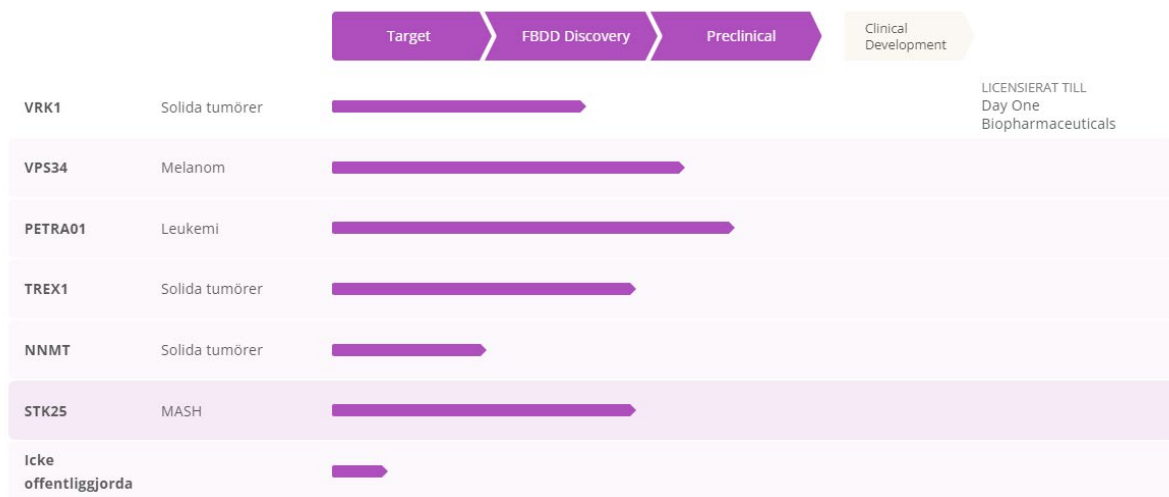 Target FBDD Discovery Preclinical Clinical
Development
VRK1 Solida tumörer LICENSIERAT TILL
Day One
Biopharmaceuticals
VPS34 Melanom
PETRA01 Leukemi
TREX1 Solida tumörer
NNMT Solida tumörer
STK25 MASH
Icke
offentliggjorda